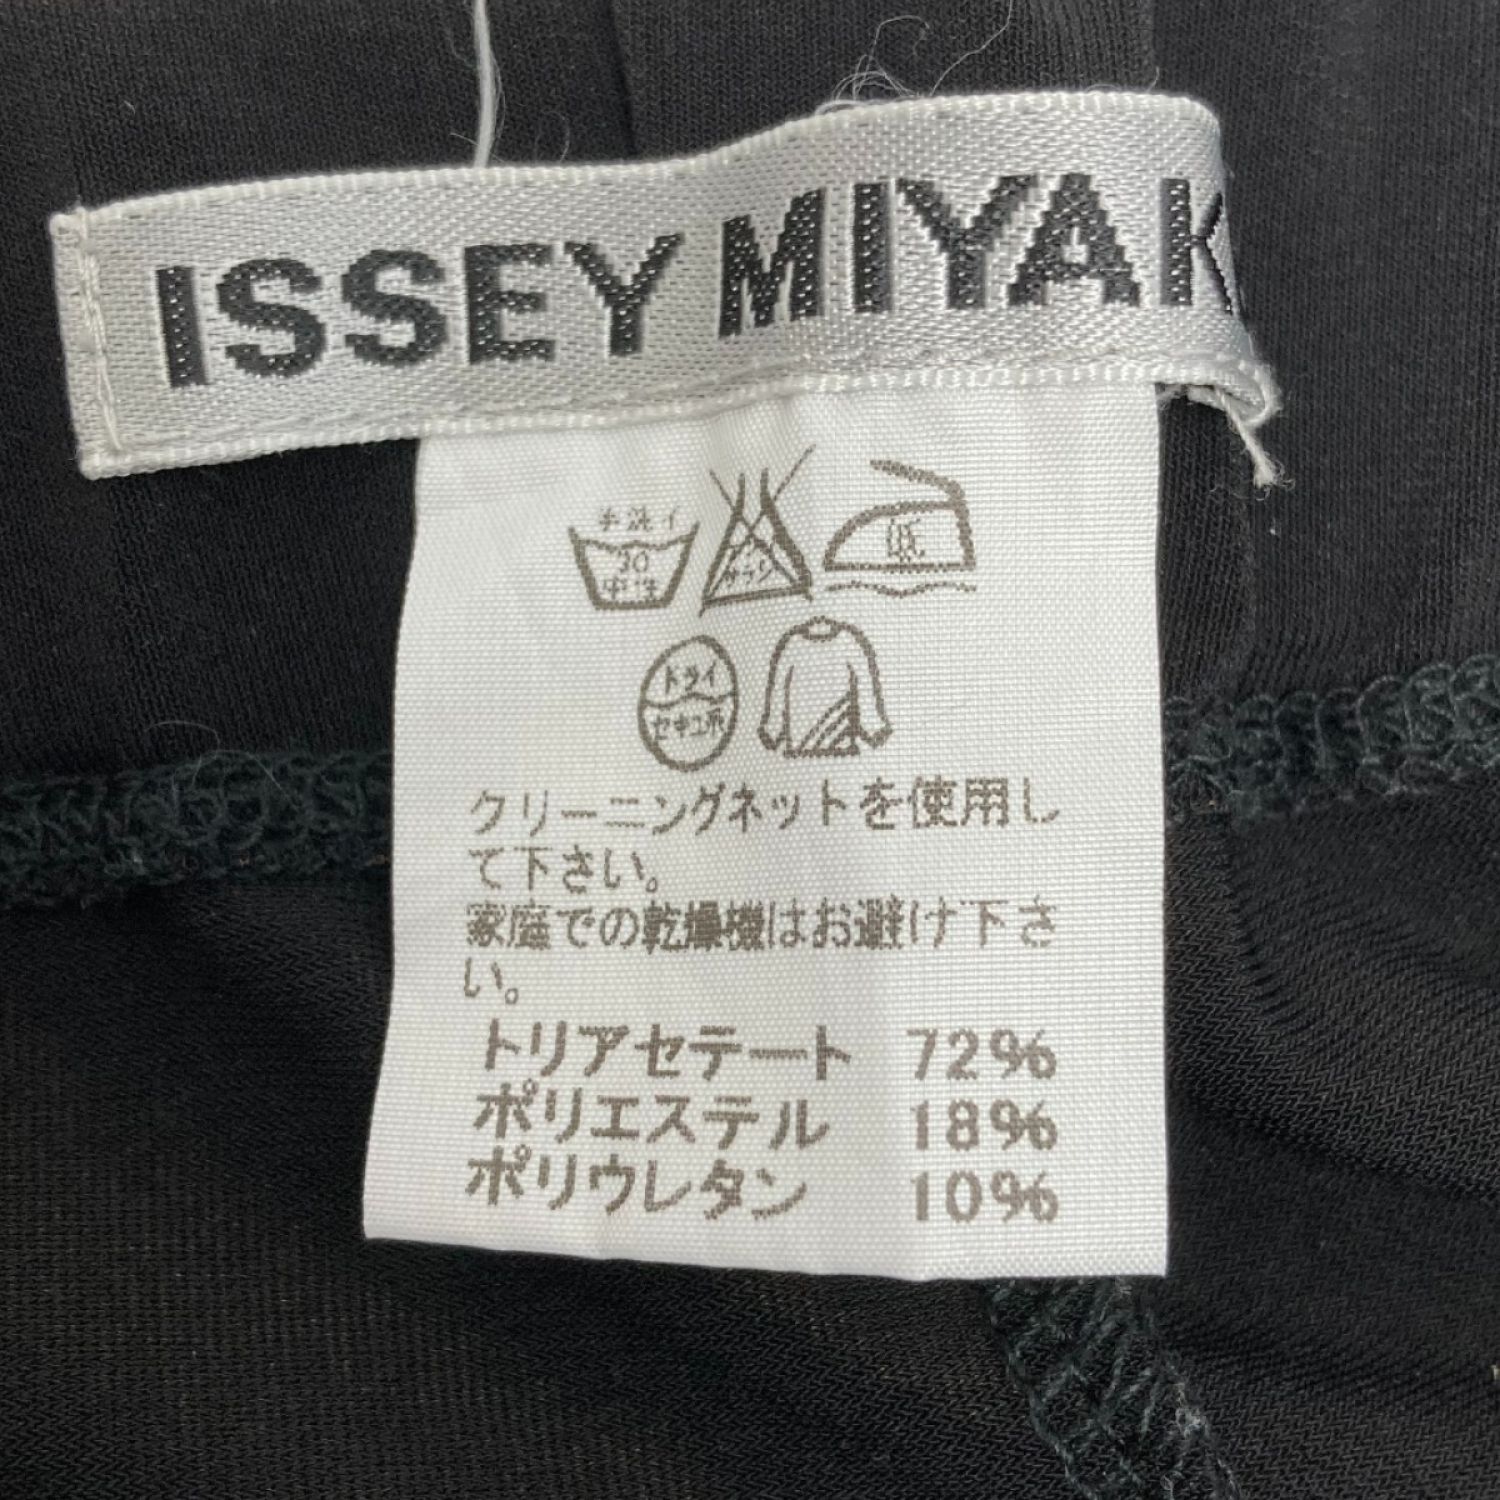 ISSEY MIYAK
手洗イ
30
中性
サラシ
低
ドライ
セキユ系
クリーニングネットを使用し
て下さい。
家庭での乾燥機はお避け下さ
い。
トリアセテート 72%
ポリエステル 18%
ポリウレタン 10%